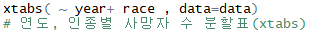 xtabs( ~ year+ race , data=data)
# 연도, 인종별 사망자 수 분할표(xtabs)